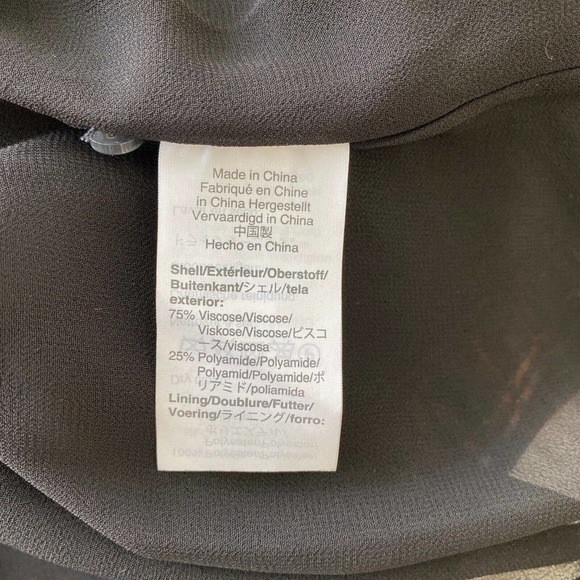 Made in China
Fabriqué en Chine
in China Hergestellt
Vervaardigd in China
中国製
Hecho en China
Shell/Extérieur/Oberstoff/
Buitenkant/シェル/tela
exterior:
75% Viscose/Viscose/
Viskose/Viscose/ビスコ
ース/viscosa
25% Polyamide/Polyamide/
Polyamid/Polyamide/ポ
リアミド/poliamida
Lining/Doublure/Futter/
Voering/ライニング/forro: